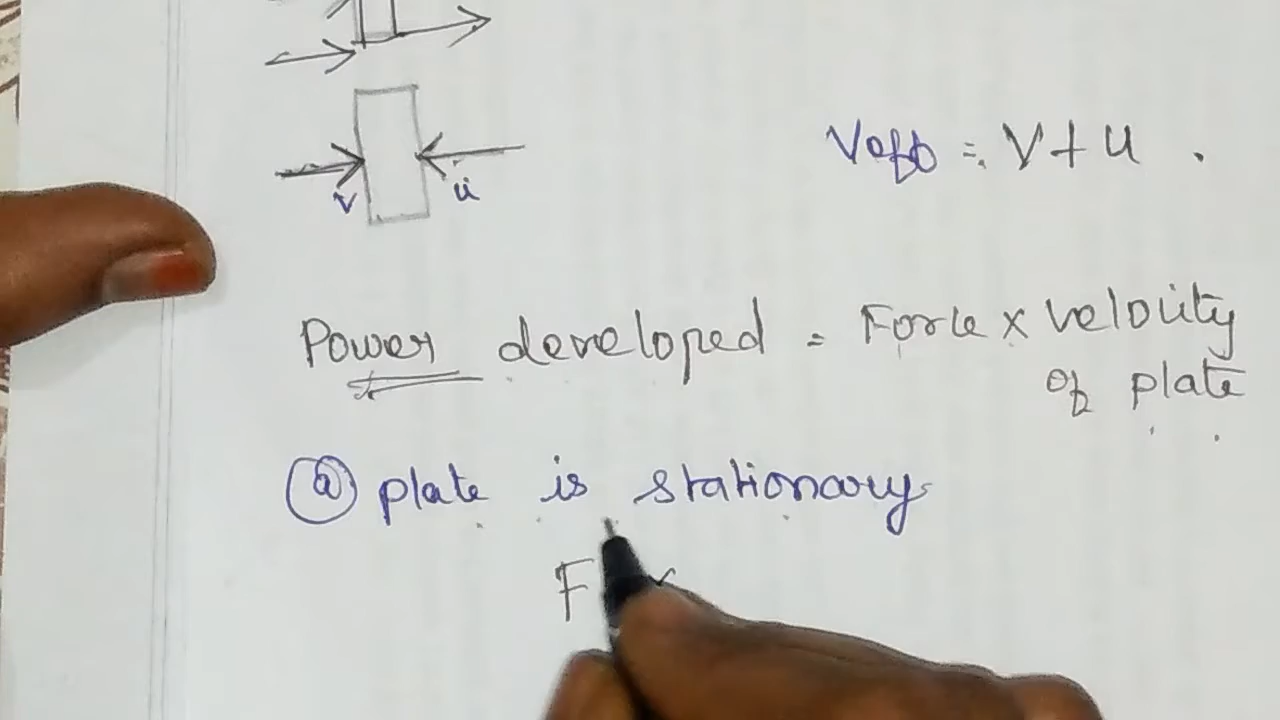 Veff = V + u .
V u
Power developed = Force x velocity
of plate
(a) plate is stationary
F